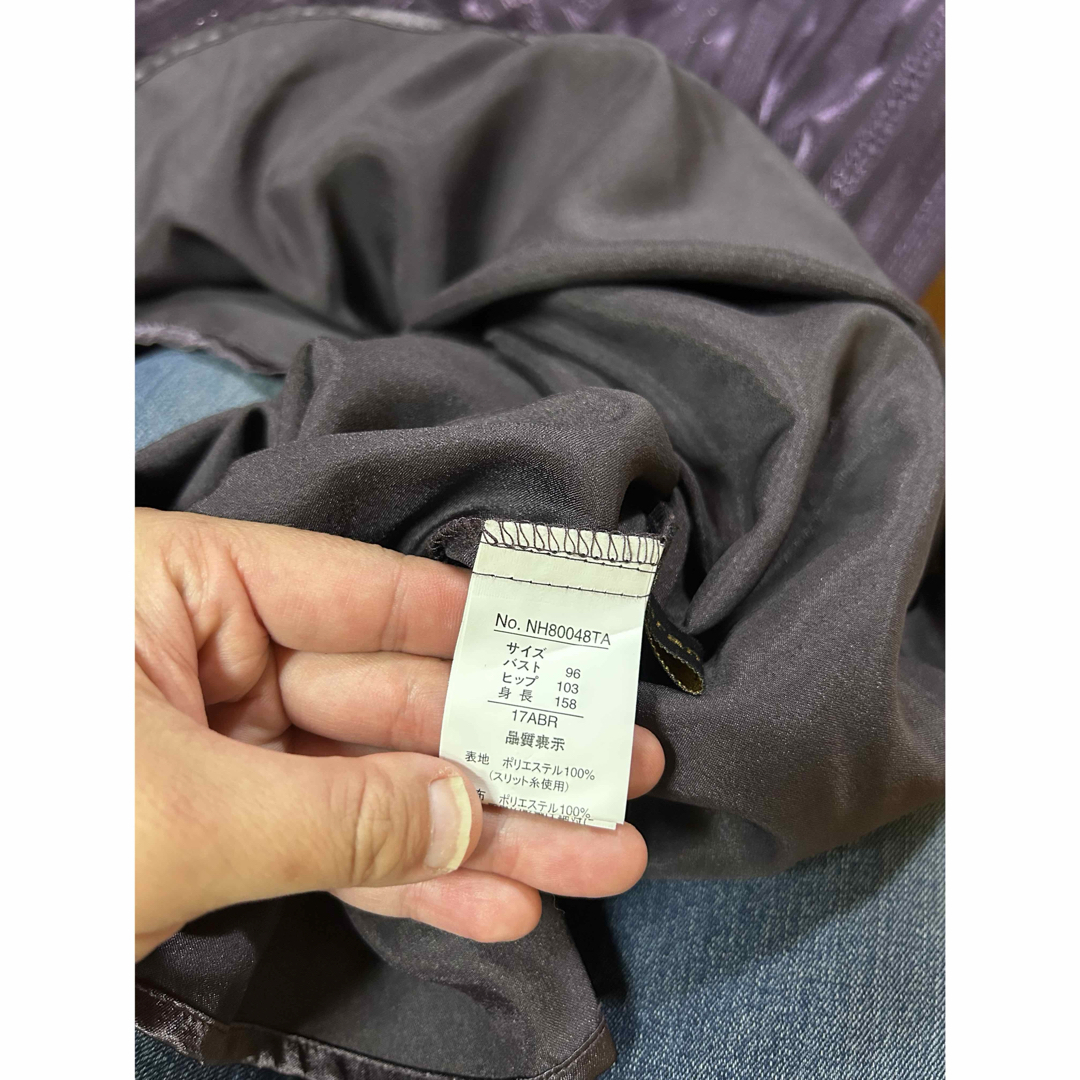 No. NH80048TA
サイズ
バスト 96
ヒップ 103
身長 158
17ABR
品質表示
表地 ポリエステル100%
(スリット糸使用)
布 ポリエステル100%